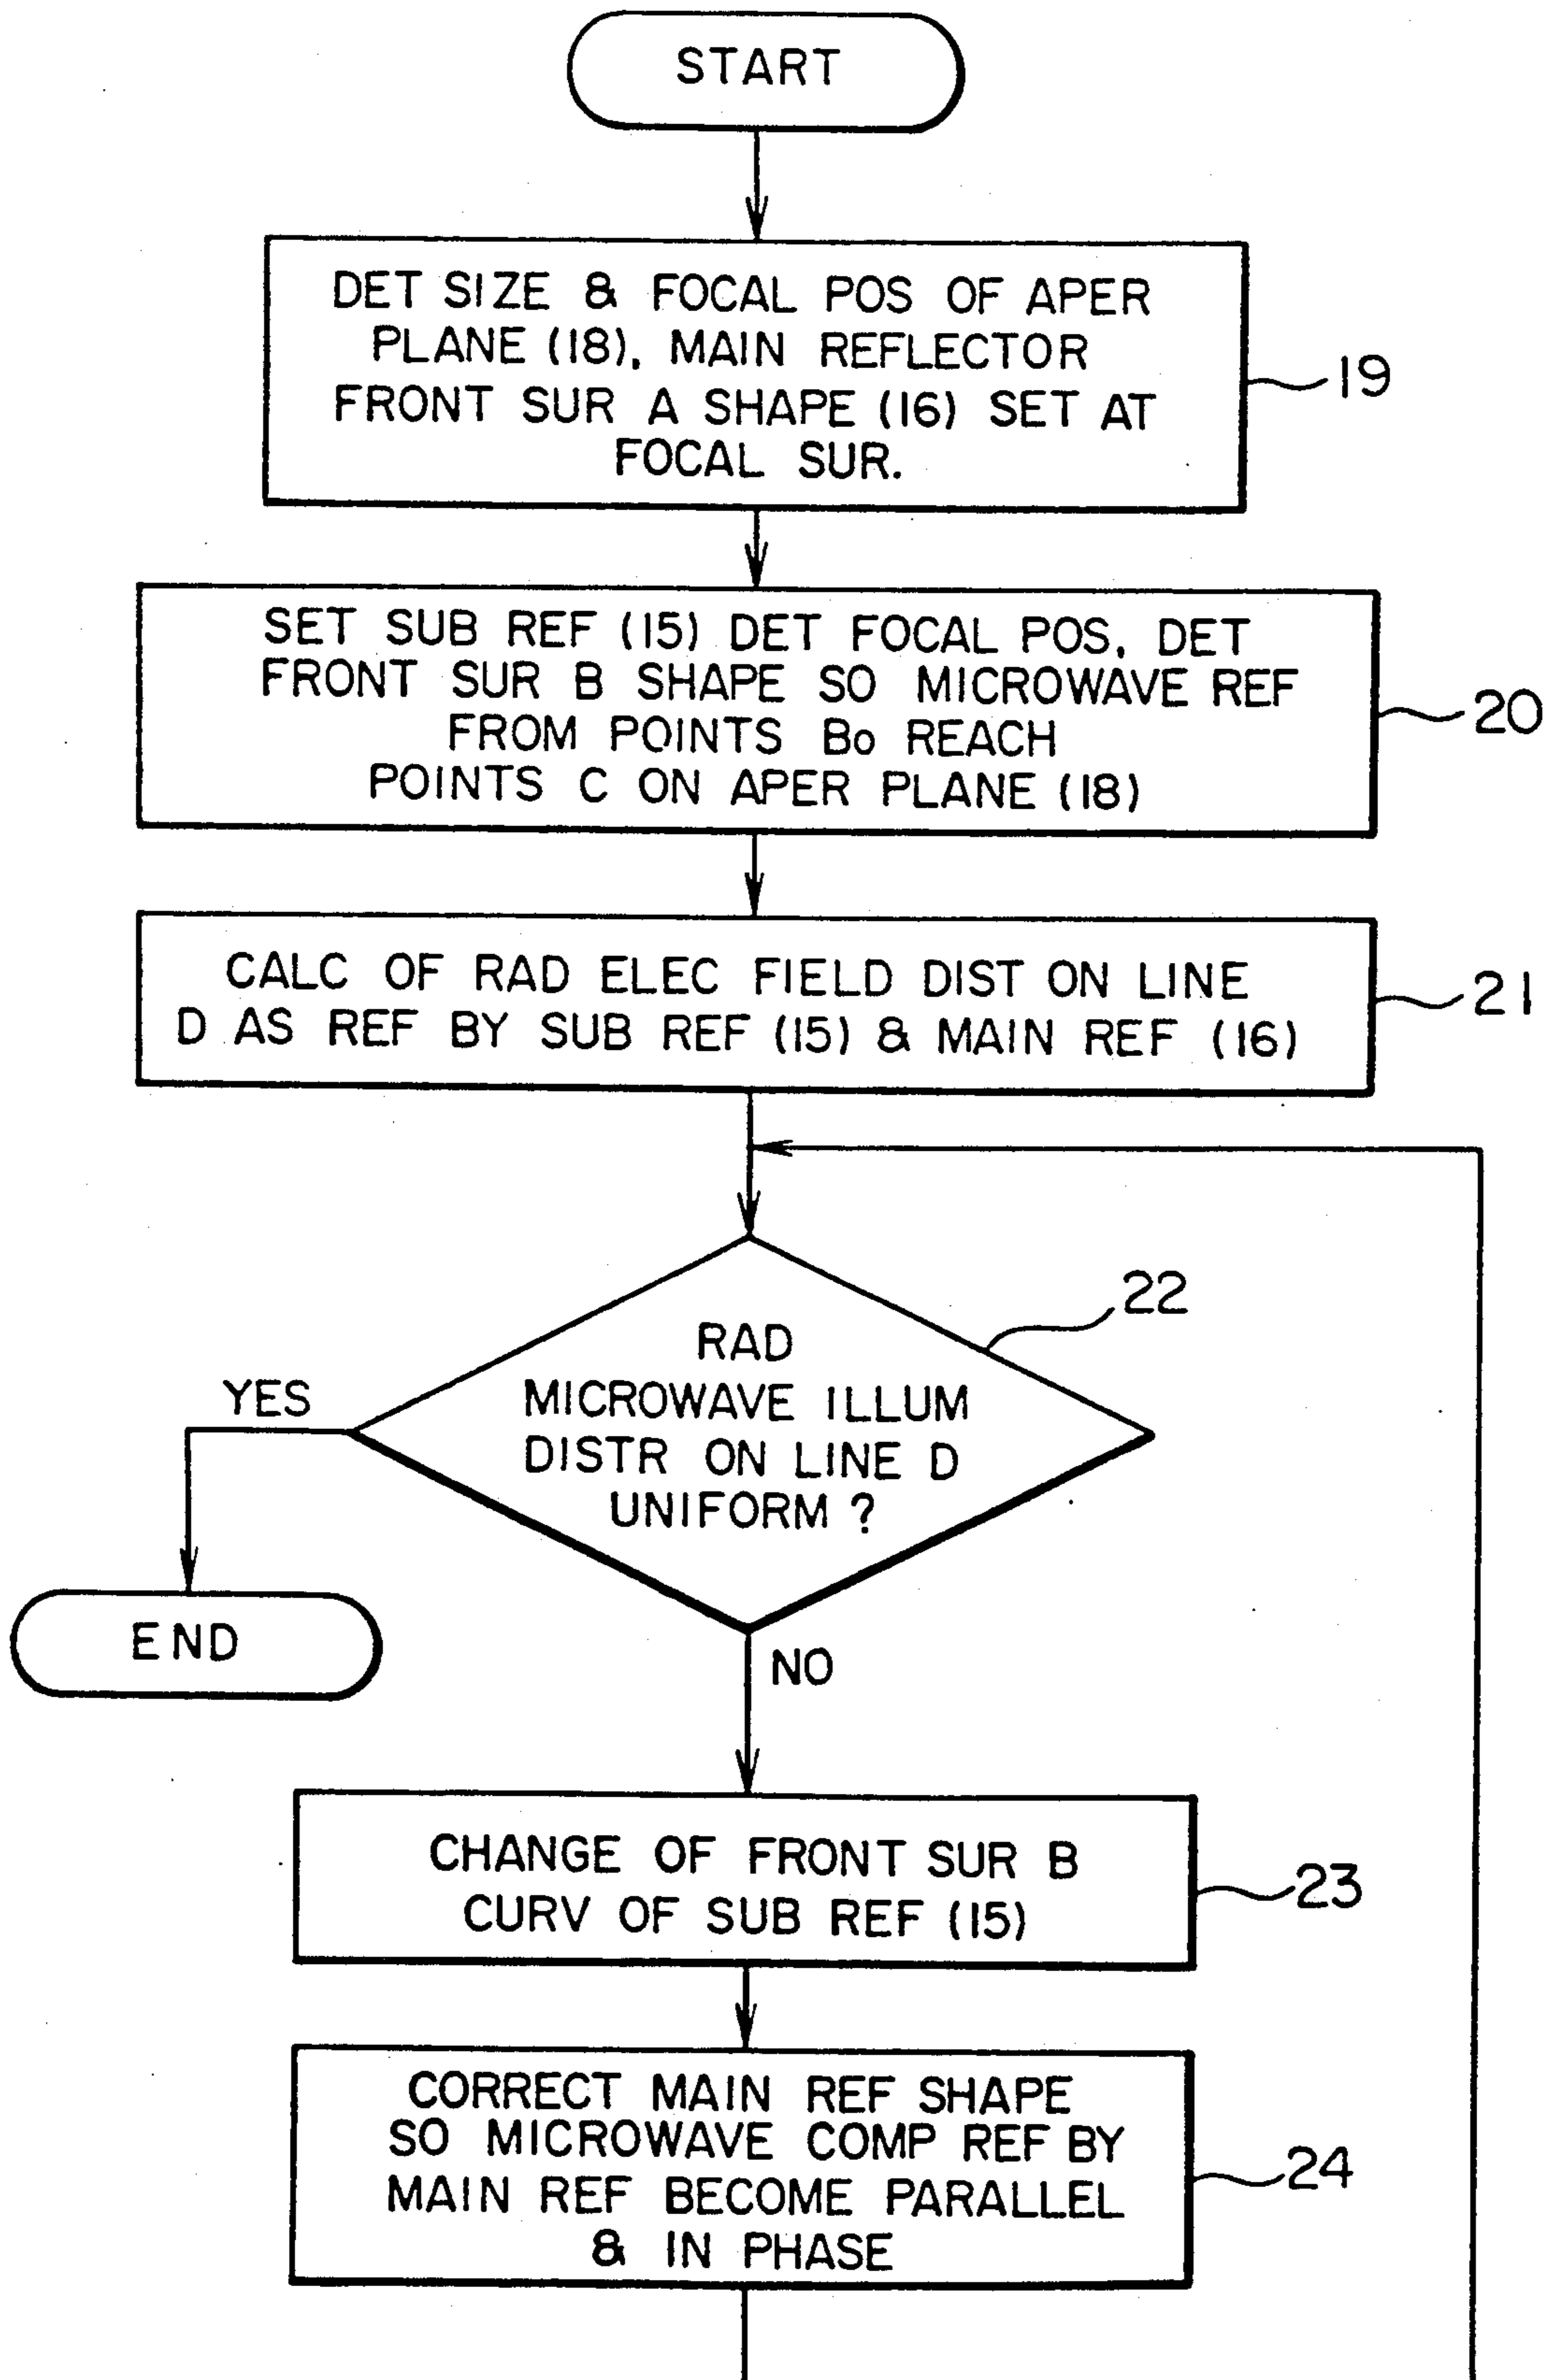 START
DET SIZE & FOCAL POS OF APER
PLANE (18), MAIN REFLECTOR
FRONT SUR A SHAPE (16) SET AT
FOCAL SUR.
19
SET SUB REF (15) DET FOCAL POS, DET
FRONT SUR B SHAPE SO MICROWAVE REF
FROM POINTS Bo REACH
POINTS C ON APER PLANE (18)
20
CALC OF RAD ELEC FIELD DIST ON LINE
D AS REF BY SUB REF (15) & MAIN REF (16)
21
22
RAD
MICROWAVE ILLUM
DISTR ON LINE D
UNIFORM ?
YES
END
NO
CHANGE OF FRONT SUR B
CURV OF SUB REF (15)
23
CORRECT MAIN REF SHAPE
SO MICROWAVE COMP REF BY
MAIN REF BECOME PARALLEL
& IN PHASE
24